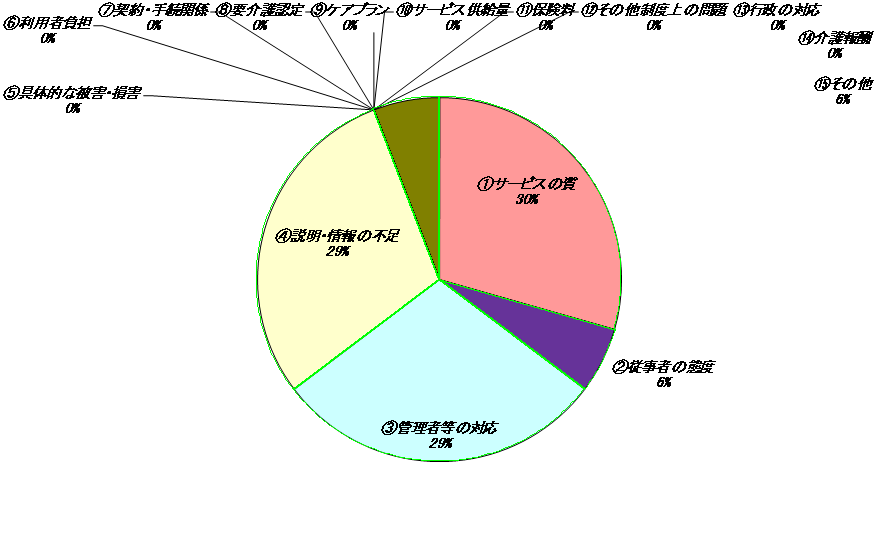 ⑦契約・手続関係
0%
⑧要介護認定
0%
⑨ケアプラン
0%
⑩サービス供給量
0%
⑪保険料
0%
⑫その他制度上の問題
0%
⑬行政の対応
0%
⑥利用者負担
0%
⑭介護報酬
0%
⑤具体的な被害・損害
0%
⑮その他
6%
①サービスの質
30%
④説明・情報の不足
29%
②従事者の態度
6%
③管理者等の対応
29%